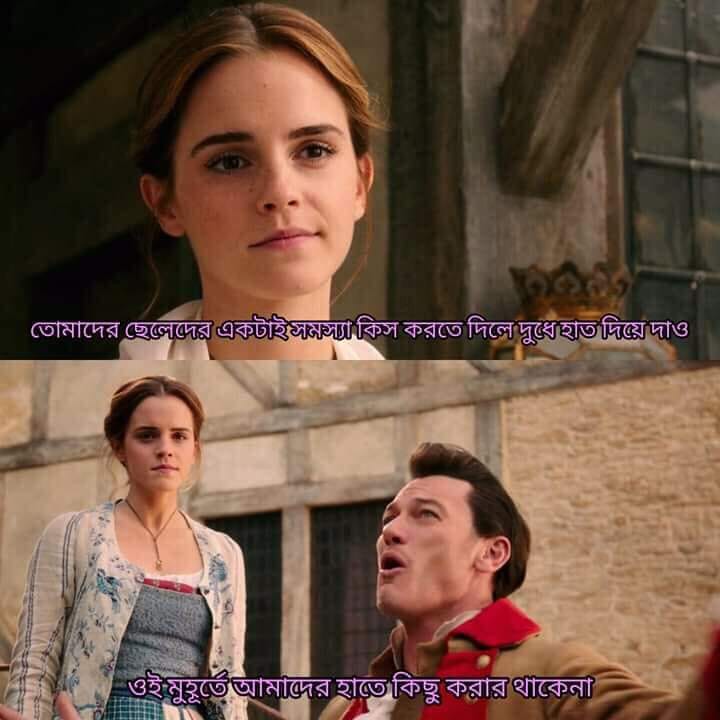 তোমাদের ছেলেদের একটাই সমস্যা কিস করতে দিলে দুধে হাত দিয়ে দাও
ওই মুহূর্তে আমাদের হাতে কিছু করার থাকেনা